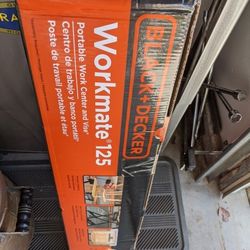 BLACK+DECKER
Workmate® 125
Portable Work Center and Vise
Centro de trabajo y banco portátil
Poste de travail portable et étau
RA